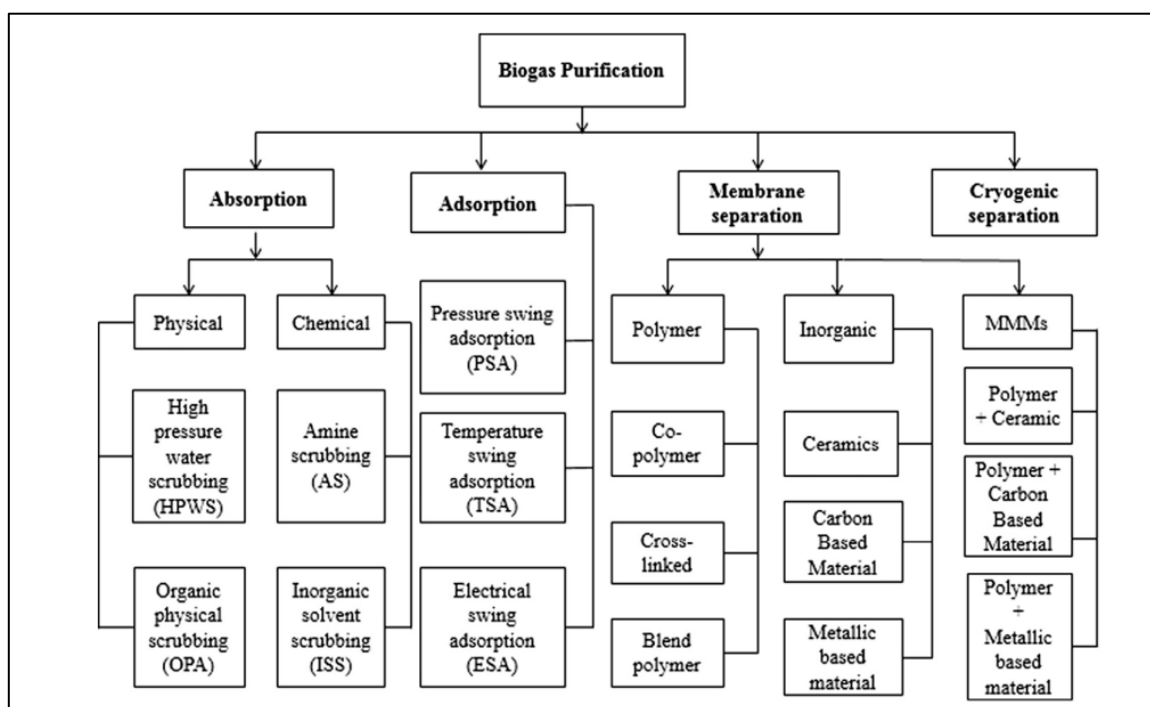 Biogas Purification
Absorption
Adsorption
Membrane
separation
Cryogenic
separation
Physical
Chemical
Pressure swing
adsorption
(PSA)
Polymer
Inorganic
MMMs
High
pressure
water
scrubbing
(HPWS)
Amine
scrubbing
(AS)
Temperature
swing
adsorption
(TSA)
Co-
polymer
Ceramics
Polymer
+ Ceramic
Polymer +
Carbon
Based
Material
Cross-
linked
Carbon
Based
Material
Organic
physical
scrubbing
(OPA)
Inorganic
solvent
scrubbing
(ISS)
Electrical
swing
adsorption
(ESA)
Blend
polymer
Metallic
based
material
Polymer
+
Metallic
based
material